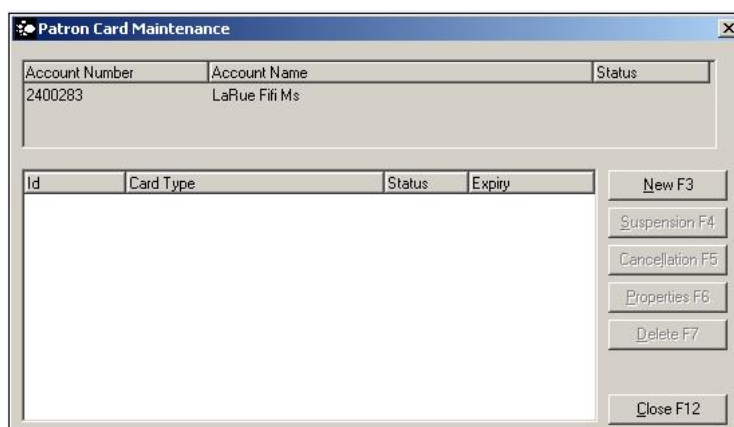 Patron Card Maintenance
Account Number Account Name Status
2400283 LaRue Fifi Ms
Id Card Type Status Expiry
New F3
Suspension F4
Cancellation F5
Properties F6
Delete F7
Close F12